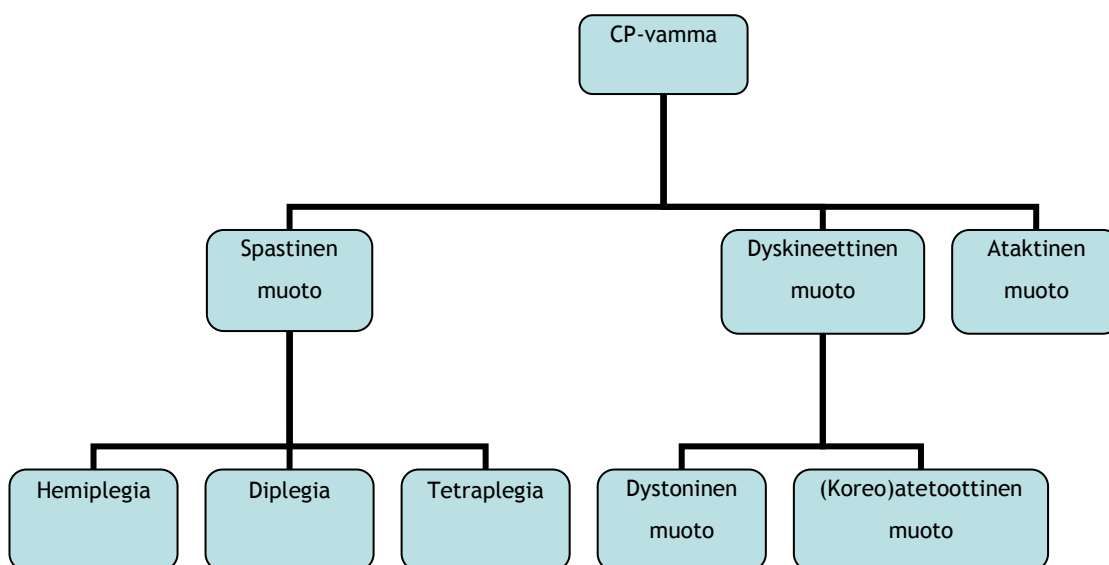 CP-vamma
Spastinen
muoto
Dyskineettinen
muoto
Ataktinen
muoto
Hemiplegia
Diplegia
Tetraplegia
Dystoninen
muoto
(Koreo)atetoottinen
muoto